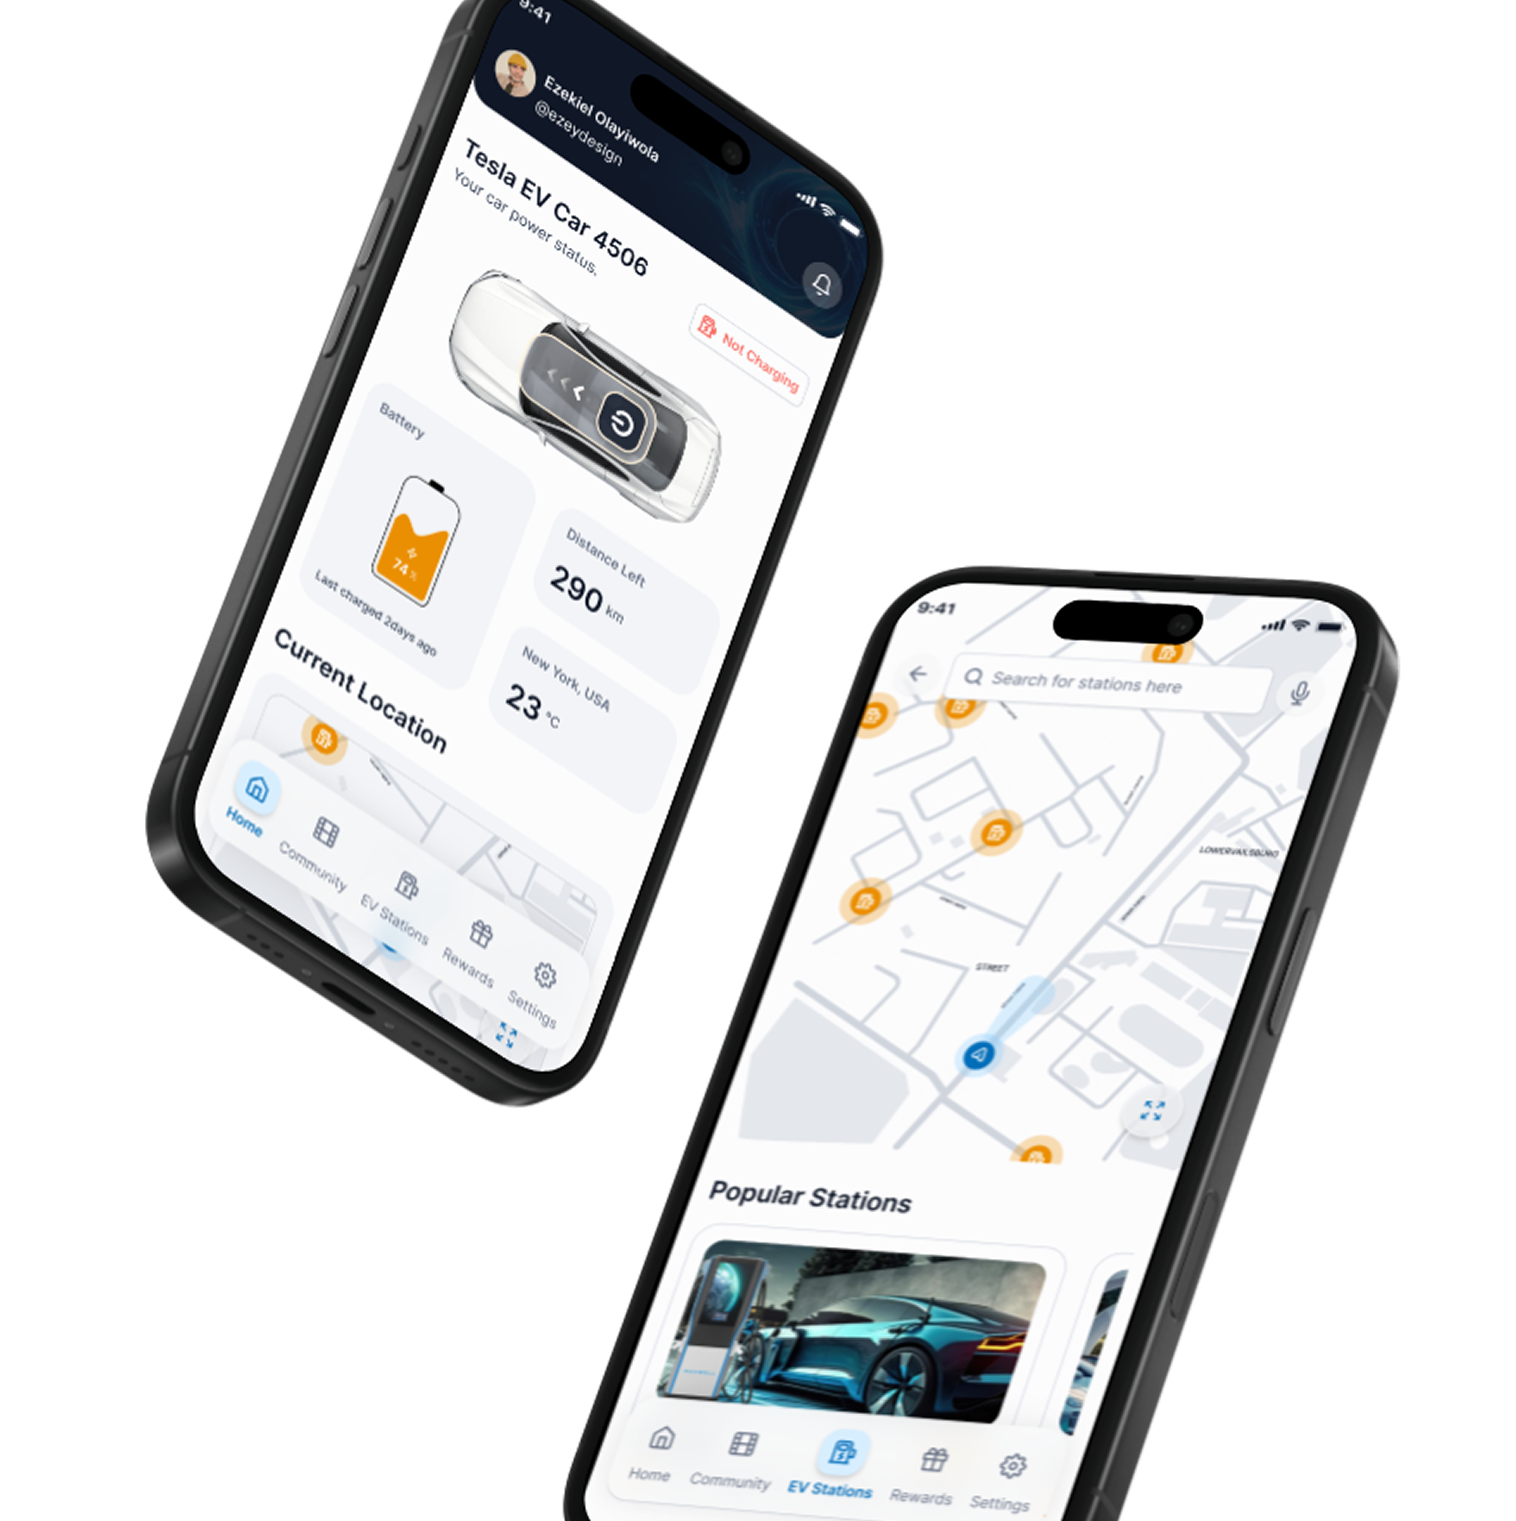 9:41
Ezekiel Olayiwola
@ezeydesign
Tesla EV Car 4506
Your car power status.
Not Charging
Battery
74 %
Last charged 2days ago
Distance Left
290 km
New York, USA
23 °C
Current Location
Home
Community
EV Stations
Rewards
Settings
9:41
Search for stations here
LOWERVAILSBURG
STREET
Popular Stations
Home
Community
EV Stations
Rewards
Settings